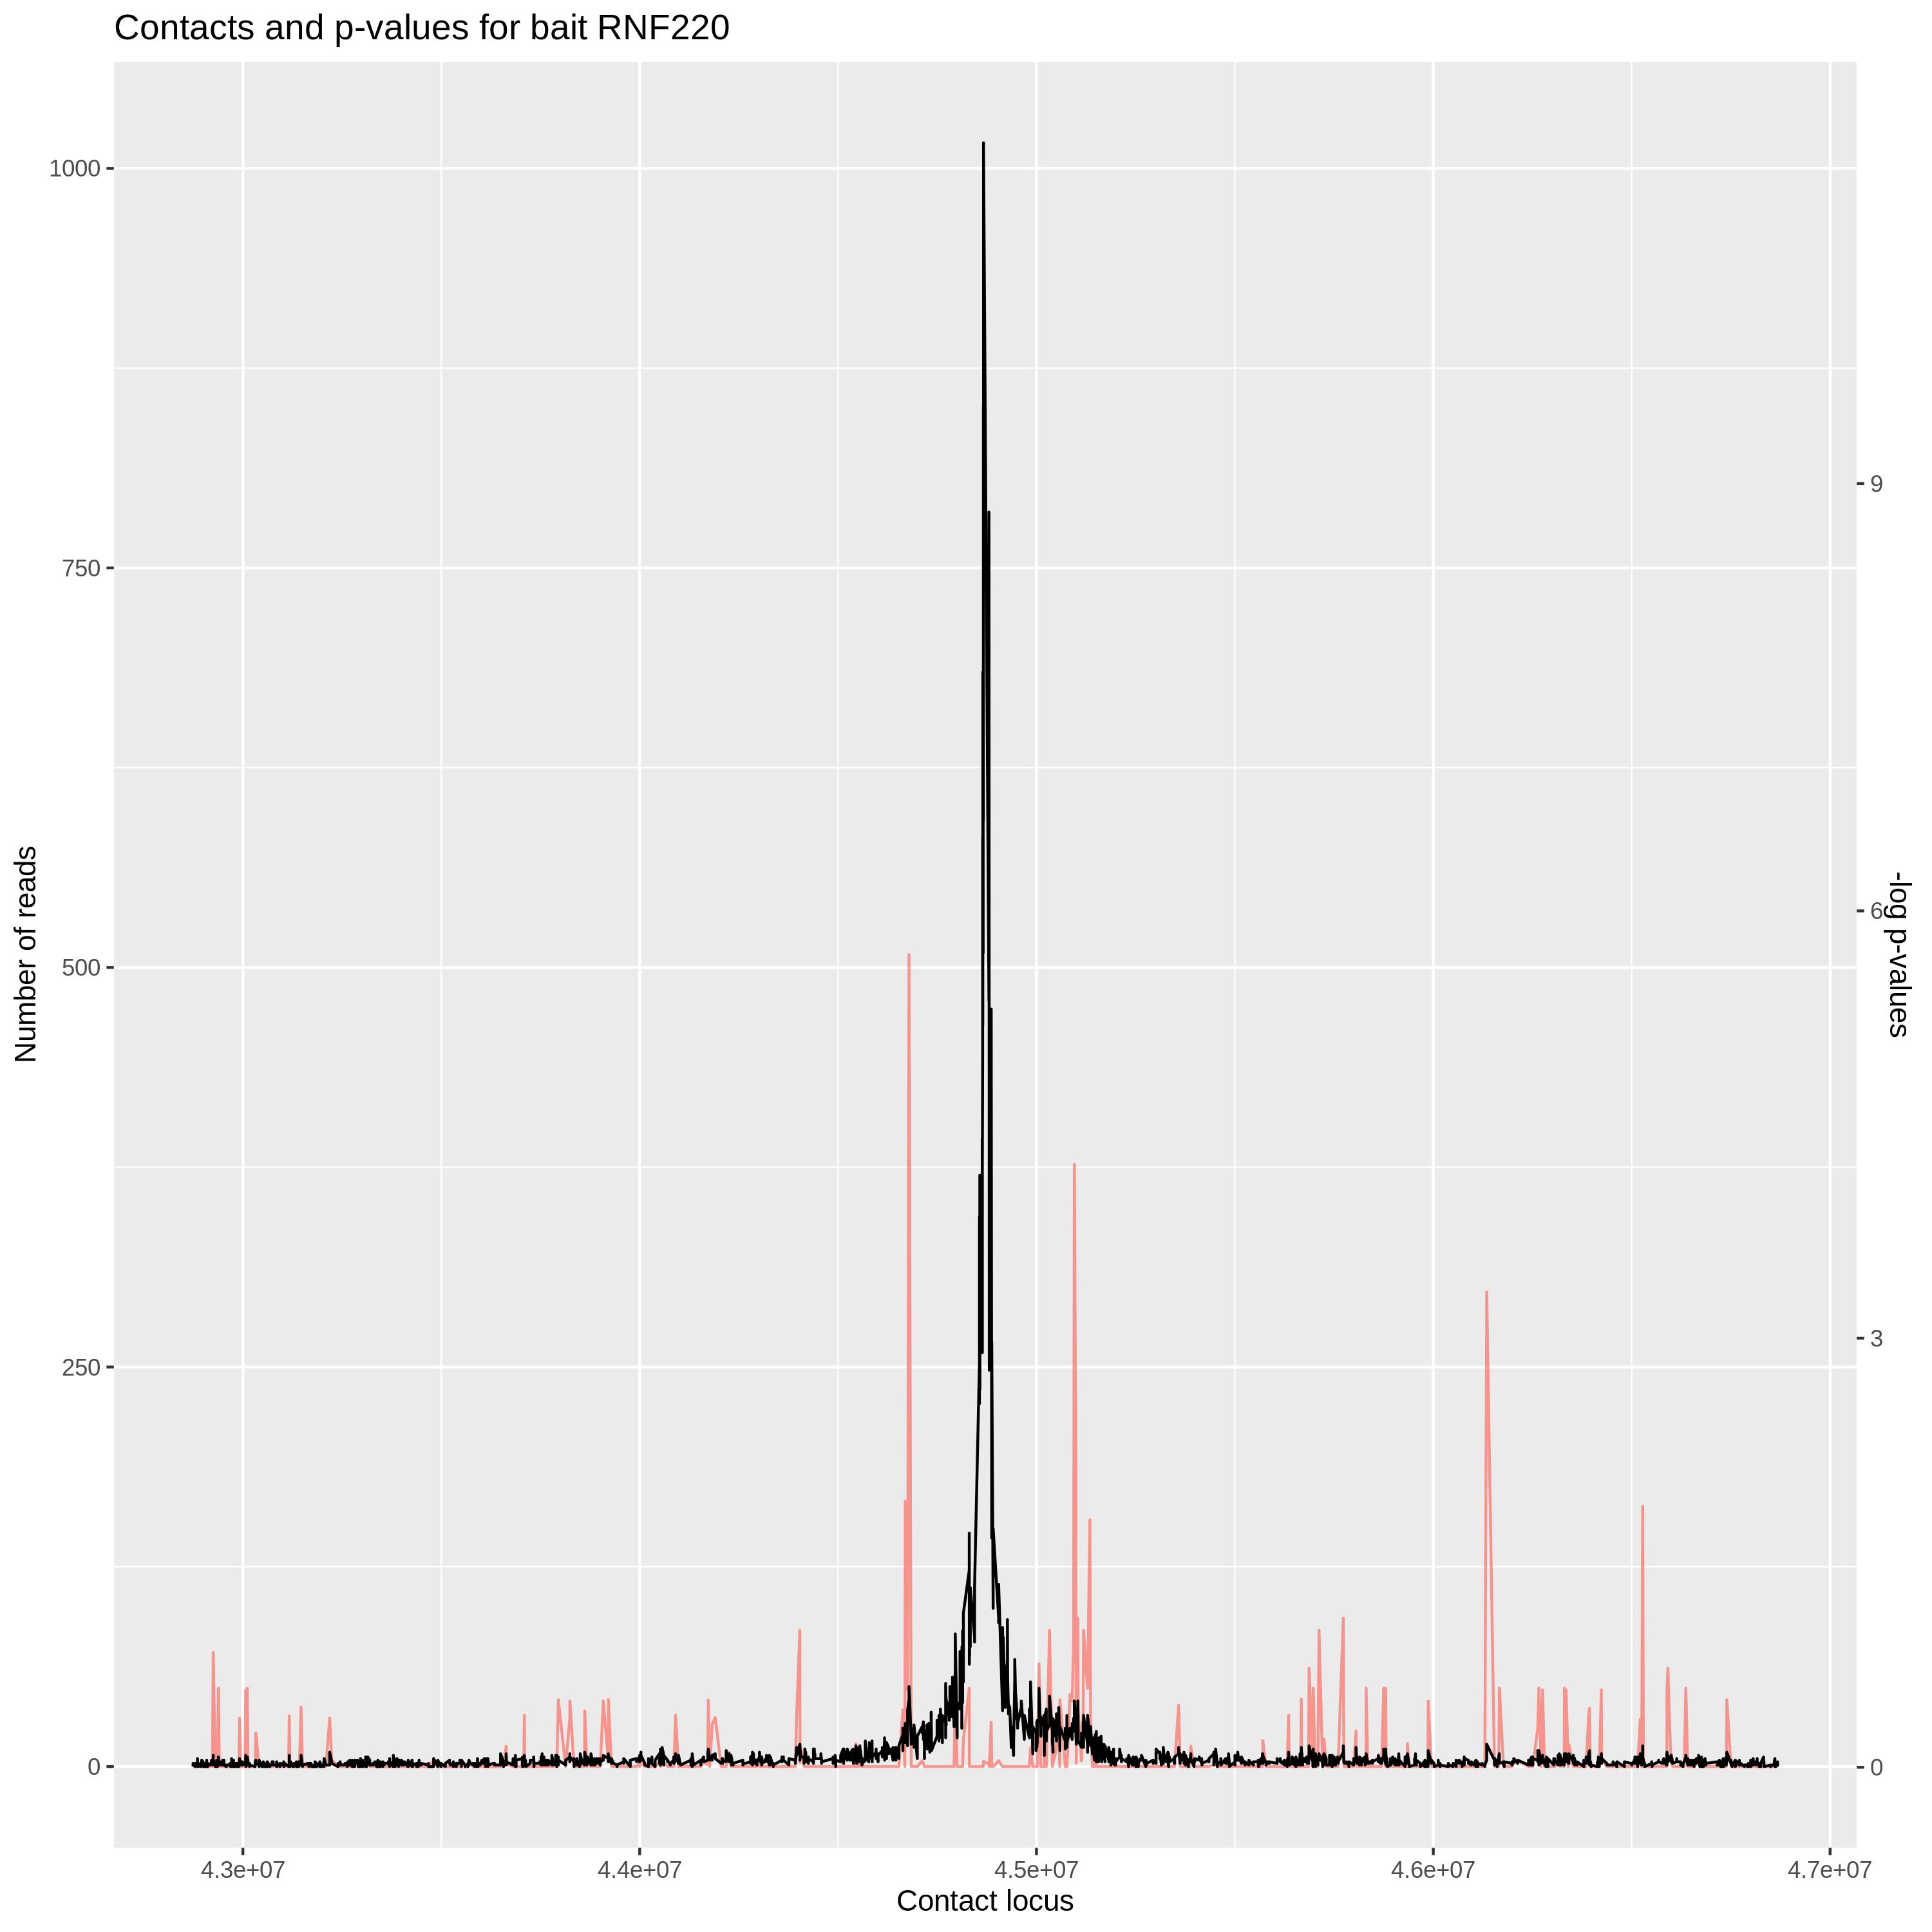 Contacts and p-values for bait RNF220
1000
750
500
250
0
Number of reads
9
6
3
0
-log p-values
4.3e+07
4.4e+07
4.5e+07
4.6e+07
4.7e+07
Contact locus